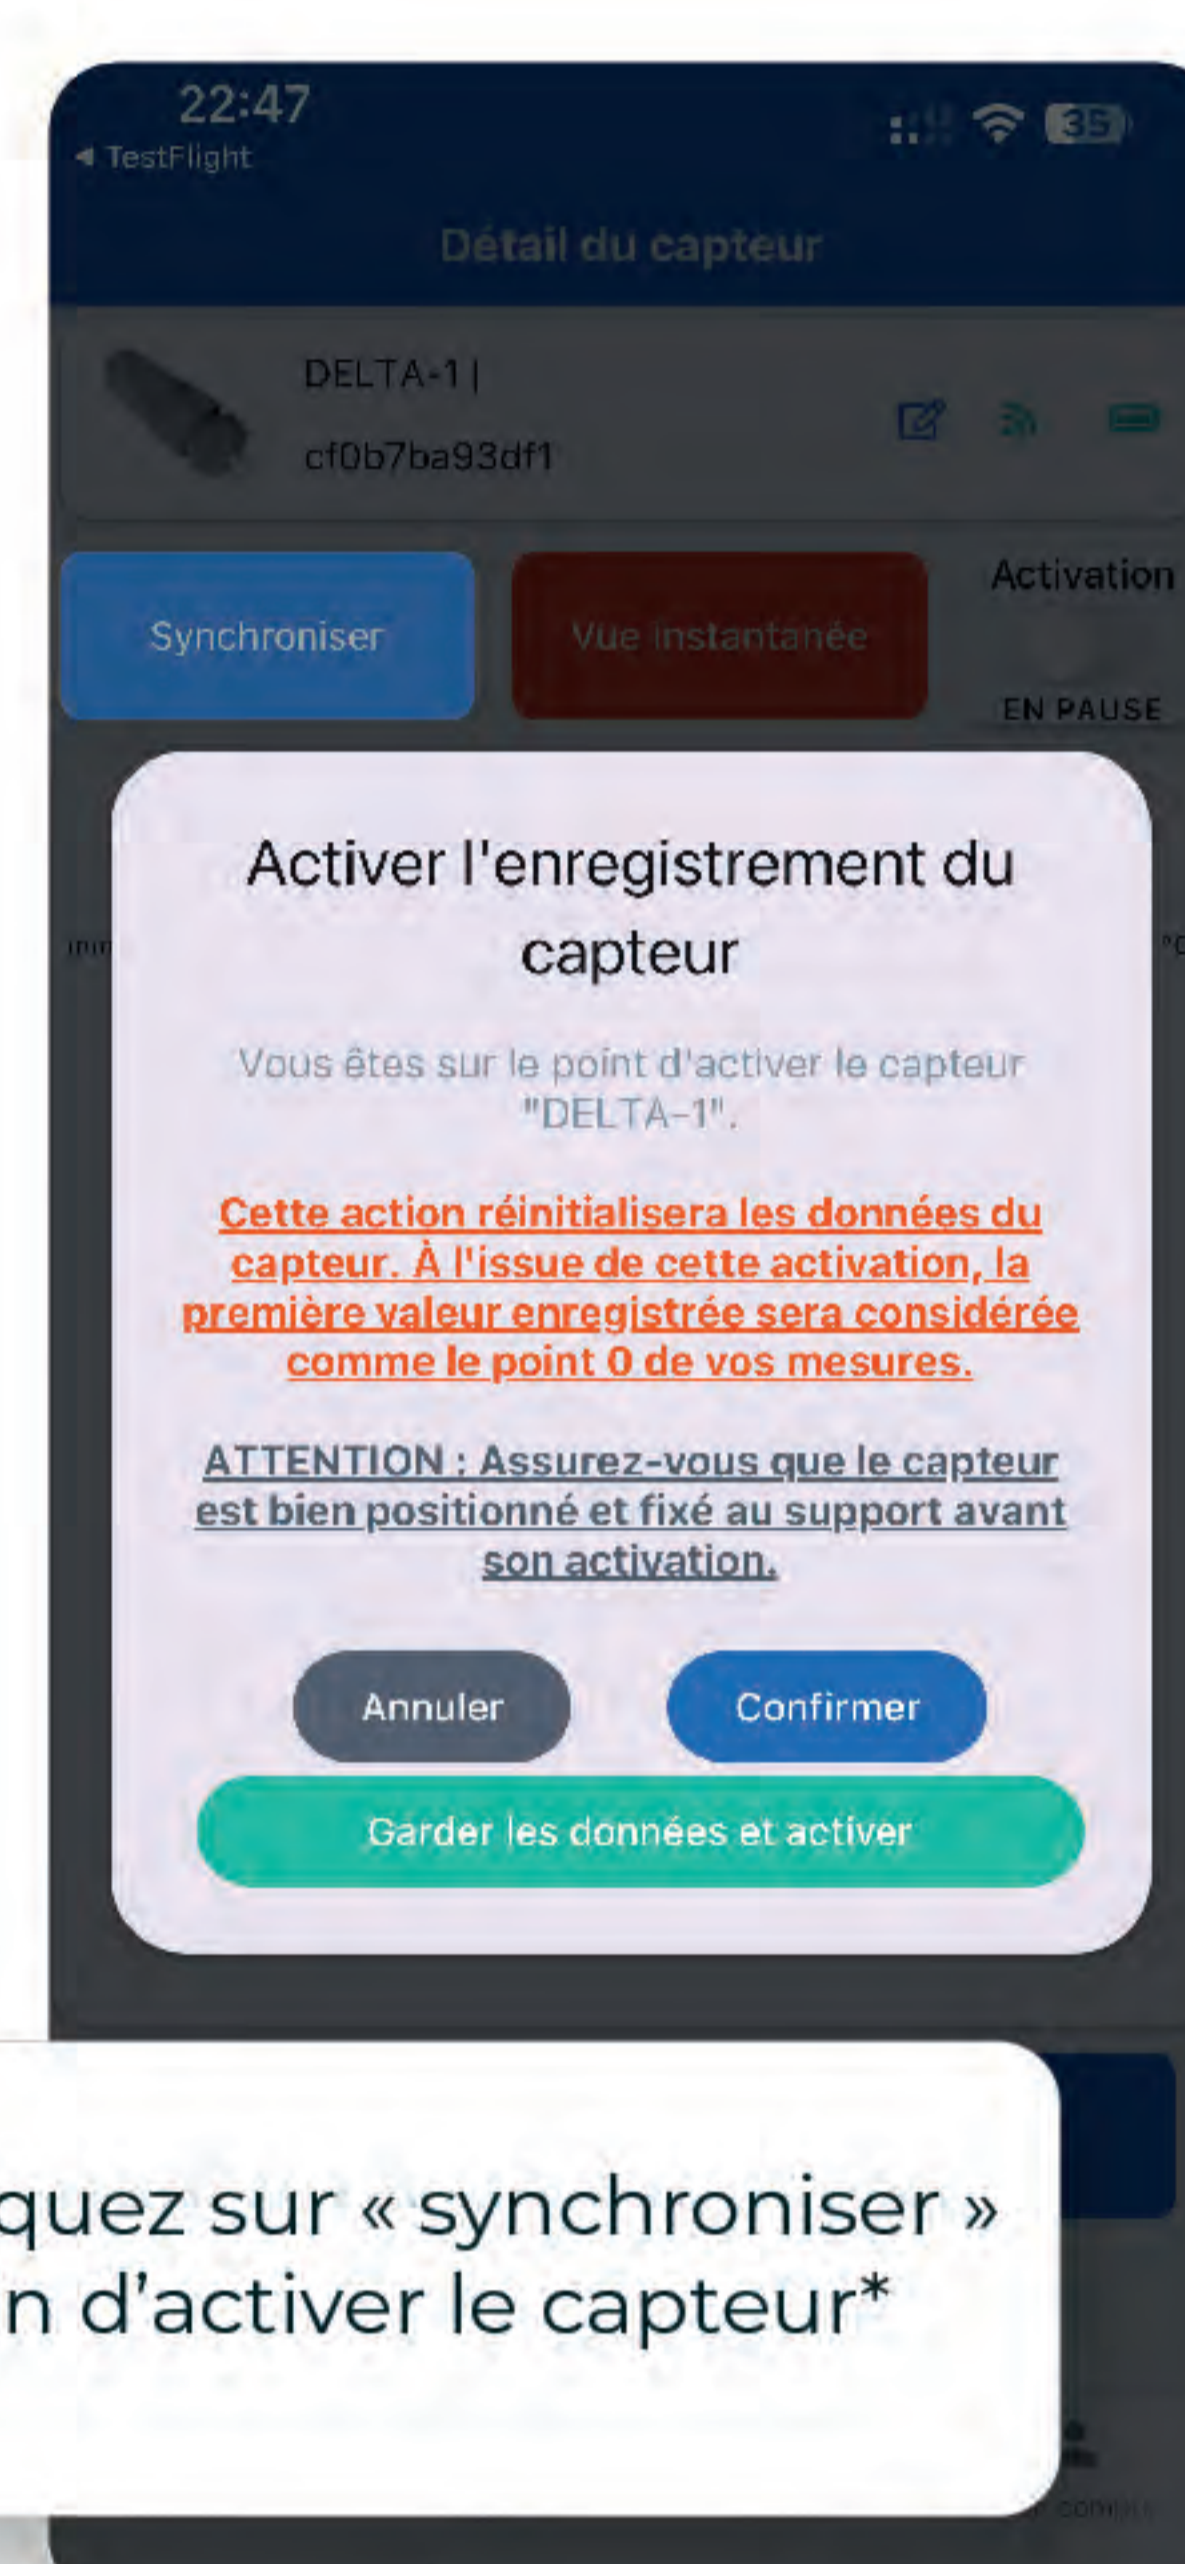 22:47
35
◀ TestFlight
Détail du capteur
DELTA-1 |
cf0b7ba93df1
Synchroniser
Vue instantanée
Activation
EN PAUSE
Activer l'enregistrement du
capteur
Vous êtes sur le point d'activer le capteur
"DELTA-1".
Cette action réinitialisera les données du
capteur. À l'issue de cette activation, la
première valeur enregistrée sera considérée
comme le point 0 de vos mesures.
ATTENTION : Assurez-vous que le capteur
est bien positionné et fixé au support avant
son activation.
Annuler
Confirmer
Garder les données et activer
quez sur « synchroniser »
n d'activer le capteur*